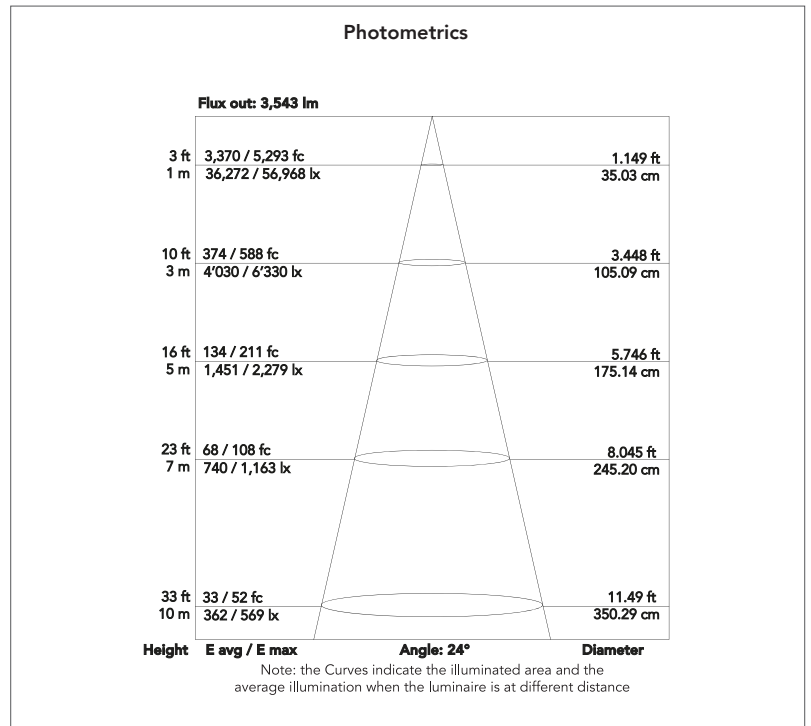 Photometrics
Flux out: 3,543 lm
3 ft 3,370 / 5,293 fc 1.149 ft
1 m 36,272 / 56,968 lx 35.03 cm
10 ft 374 / 588 fc 3.448 ft
3 m 4'030 / 6'330 lx 105.09 cm
16 ft 134 / 211 fc 5.746 ft
5 m 1,451 / 2,279 lx 175.14 cm
23 ft 68 / 108 fc 8.045 ft
7 m 740 / 1,163 lx 245.20 cm
33 ft 33 / 52 fc 11.49 ft
10 m 362 / 569 lx 350.29 cm
Height E avg / E max Angle: 24° Diameter
Note: the Curves indicate the illuminated area and the
average illumination when the luminaire is at different distance